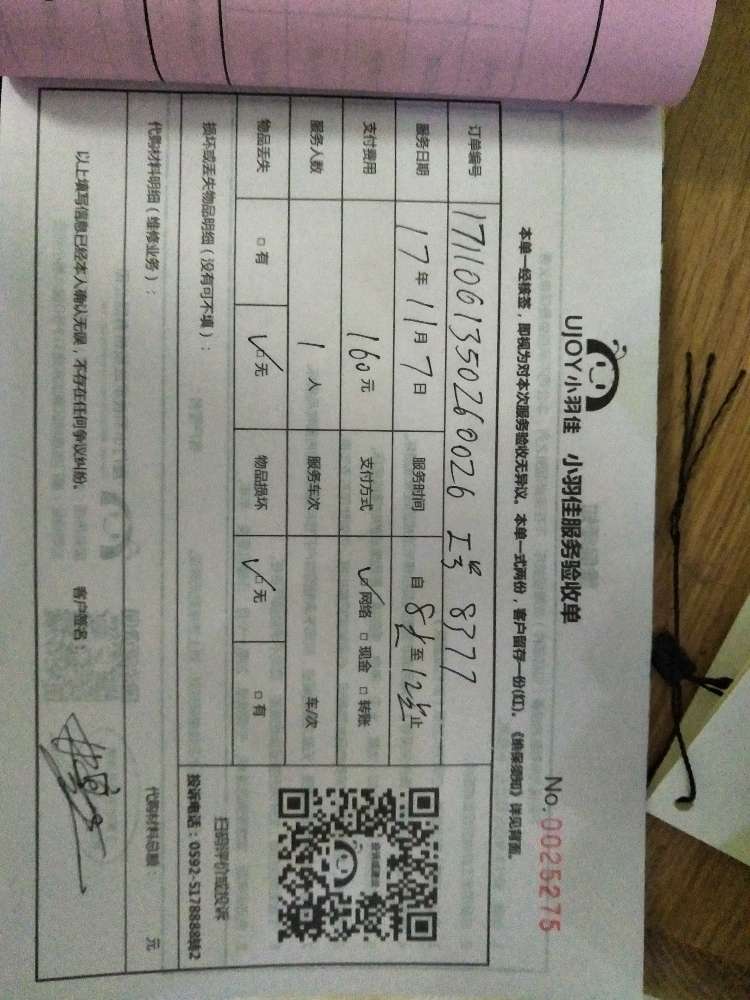 UJOY小羽佳 小羽佳服务验收单
No.0025275
本单一经核签，即视为对本次服务验收无异议。本单一式两份，客户留存一份(红)。《维保须知》详见背面。
订单编号 1711061350260026 8777
服务日期 17年11月7日 服务时间 自8至12止
支付费用 160元 支付方式 ☑网络 □现金 □转账
服务人数 1人 服务车次 车/次
物品丢失 □有 ☑无 物品损坏 ☑无 □有
损坏或丢失物品明细（没有可不填）：
扫码评价或投诉
投诉电话：0592-5178888转2
代购材料明细（维修业务）： 代购材料总额 元
以上填写信息已经本人确认无误，不存在任何争议纠纷。 客户签名：